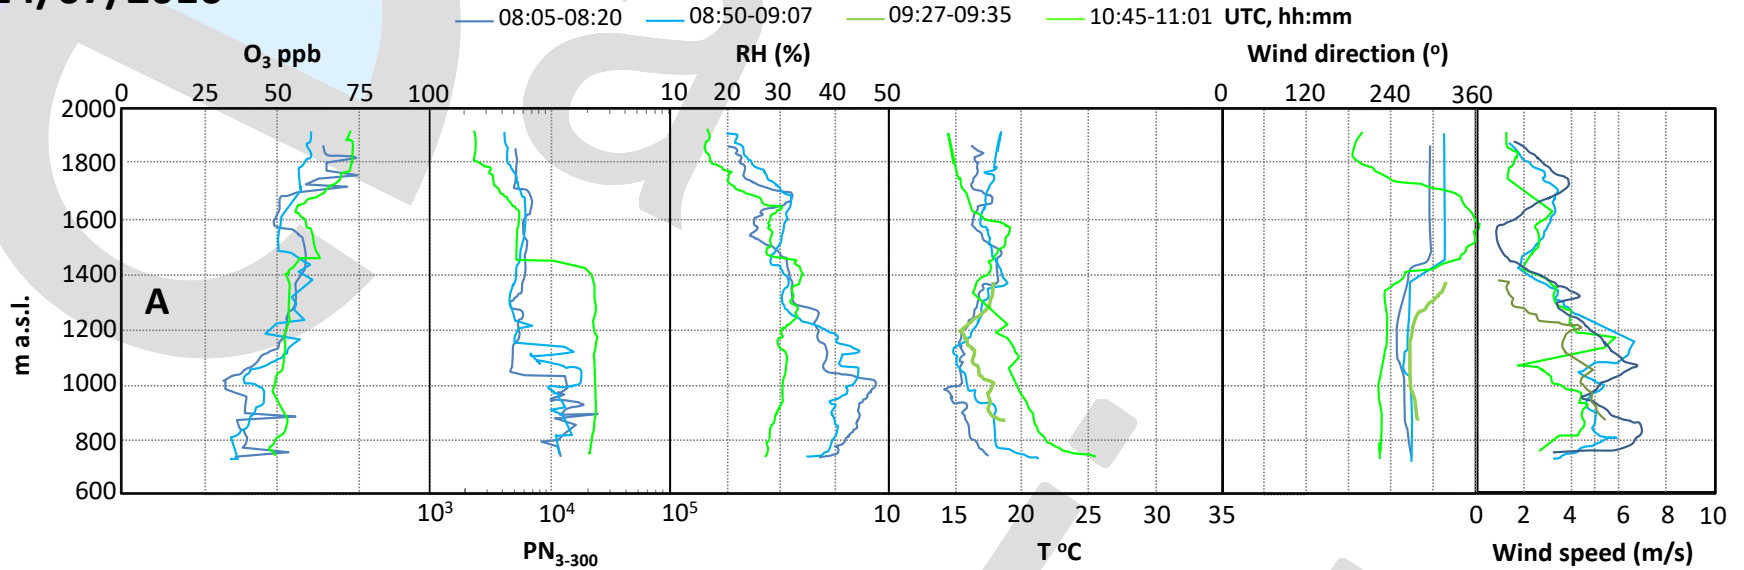 08:05-08:20 08:50-09:07 09:27-09:35 10:45-11:01 UTC, hh:mm
O3 ppb RH (%) Wind direction (o)
0 25 50 75 100 10 20 30 40 50 0 120 240 360
2000
1800
1600
1400
1200
1000
800
600
m a.s.l.
A
10³ 10⁴ 10⁵ 10 15 20 25 30 35 0 2 4 6 8 10
PN3-300 T oC Wind speed (m/s)